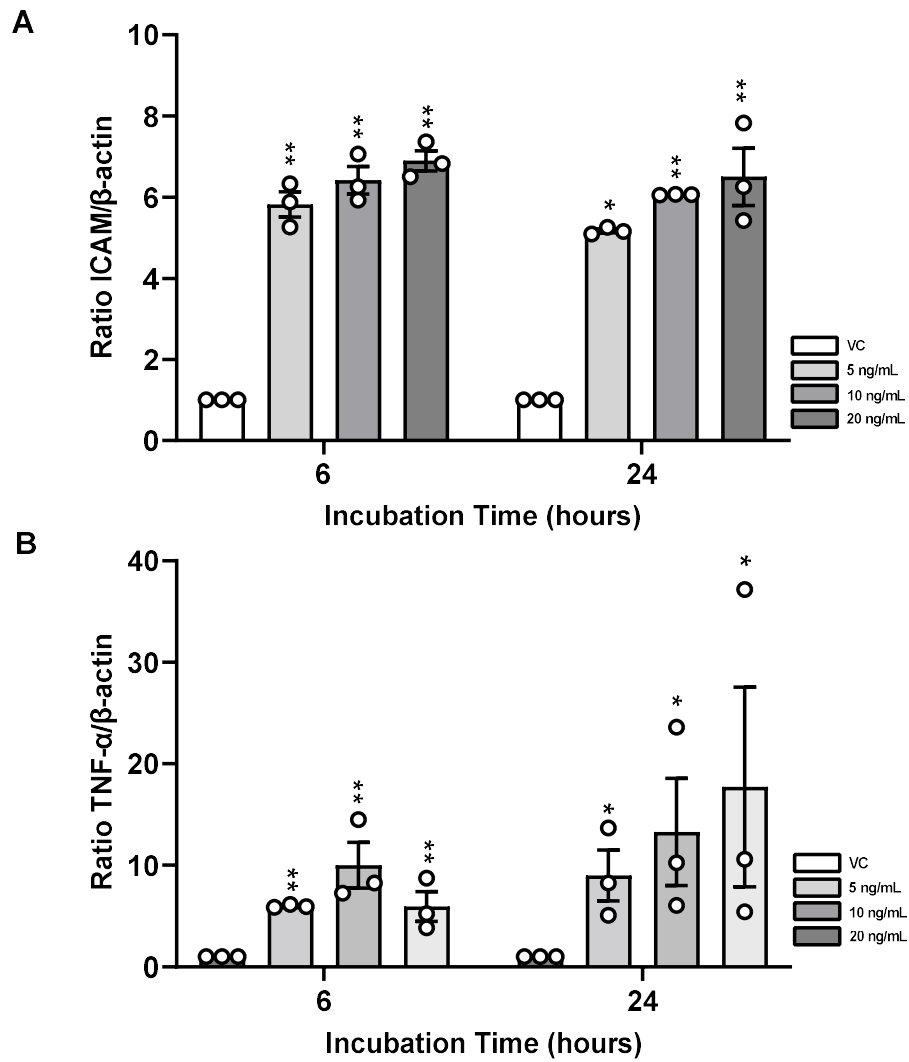 A
Ratio ICAM/β-actin
10
8
6
4
2
0
**
**
**
*
**
**
6
24
Incubation Time (hours)
VC
5 ng/mL
10 ng/mL
20 ng/mL
B
Ratio TNF-α/β-actin
40
30
20
10
0
**
**
**
*
*
*
6
24
Incubation Time (hours)
VC
5 ng/mL
10 ng/mL
20 ng/mL